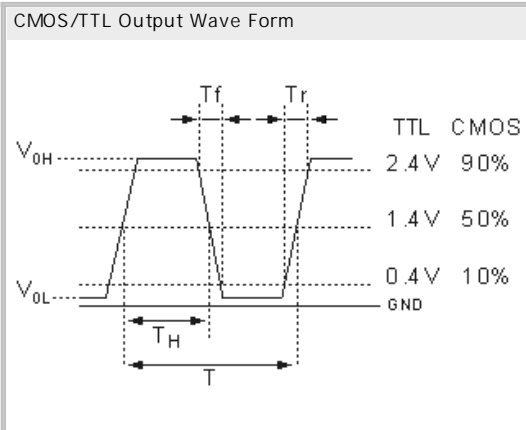 CMOS/TTL Output Wave Form
Tf Tr
TTL CMOS
V0H 2.4V 90%
1.4V 50%
0.4V 10%
V0L GND
TH
T